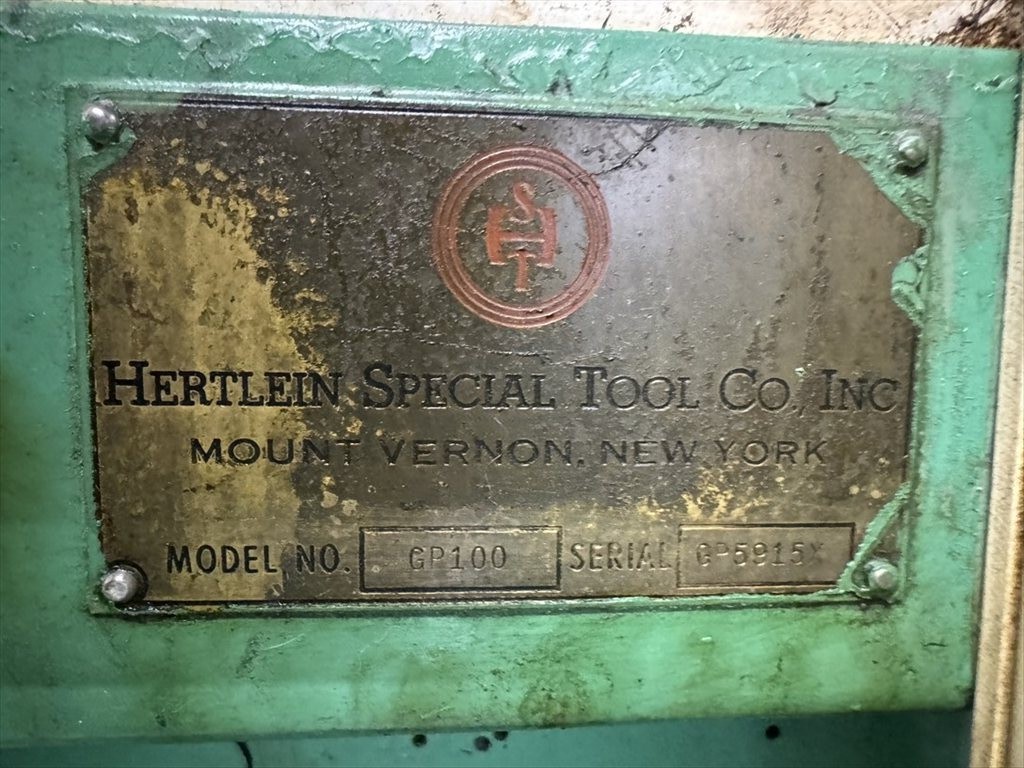 SHT
HERTLEIN SPECIAL TOOL CO., INC
MOUNT VERNON, NEW YORK
MODEL NO. GP100 SERIAL GP5915X